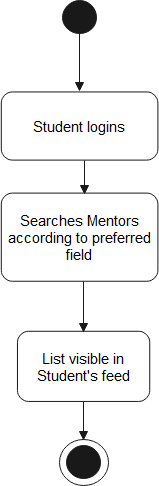 Student logins
Searches Mentors
according to preferred
field
List visible in
Student's feed